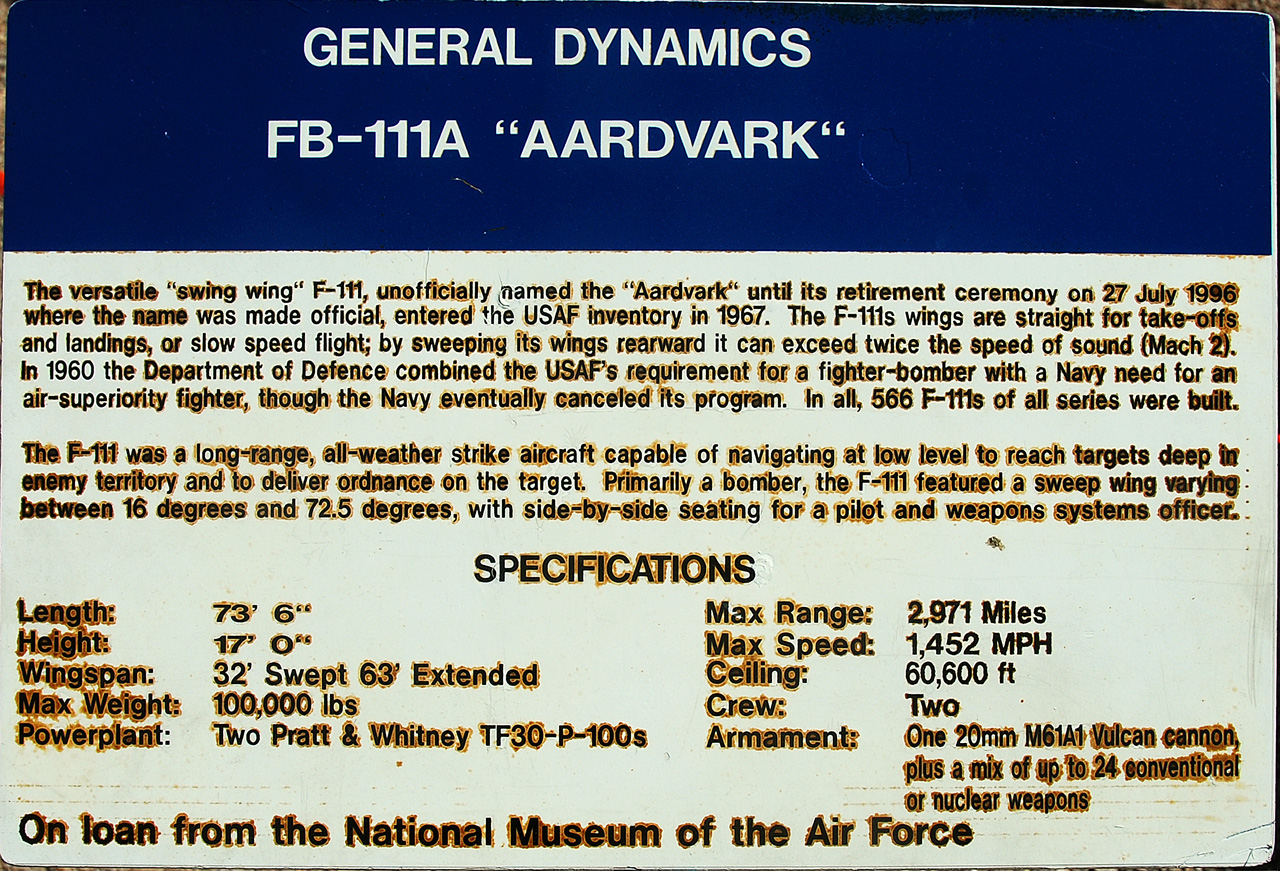 GENERAL DYNAMICS
FB-111A “AARDVARK“
The versatile “swing wing“ F-111, unofficially named the “Aardvark“ until its retirement ceremony on 27 July 1996
where the name was made official, entered the USAF inventory in 1967. The F-111s wings are straight for take-offs
and landings, or slow speed flight; by sweeping its wings rearward it can exceed twice the speed of sound (Mach 2).
In 1960 the Department of Defence combined the USAF's requirement for a fighter-bomber with a Navy need for an
air-superiority fighter, though the Navy eventually canceled its program. In all, 566 F-111s of all series were built.
The F-111 was a long-range, all-weather strike aircraft capable of navigating at low level to reach targets deep in
enemy territory and to deliver ordnance on the target. Primarily a bomber, the F-111 featured a sweep wing varying
between 16 degrees and 72.5 degrees, with side-by-side seating for a pilot and weapons systems officer.
SPECIFICATIONS
Length: 73’ 6“
Height: 17’ 0“
Wingspan: 32’ Swept 63’ Extended
Max Weight: 100,000 lbs
Powerplant: Two Pratt & Whitney TF30-P-100s
Max Range: 2,971 Miles
Max Speed: 1,452 MPH
Ceiling: 60,600 ft
Crew: Two
Armament: One 20mm M61A1 Vulcan cannon,
plus a mix of up to 24 conventional
or nuclear weapons
On loan from the National Museum of the Air Force